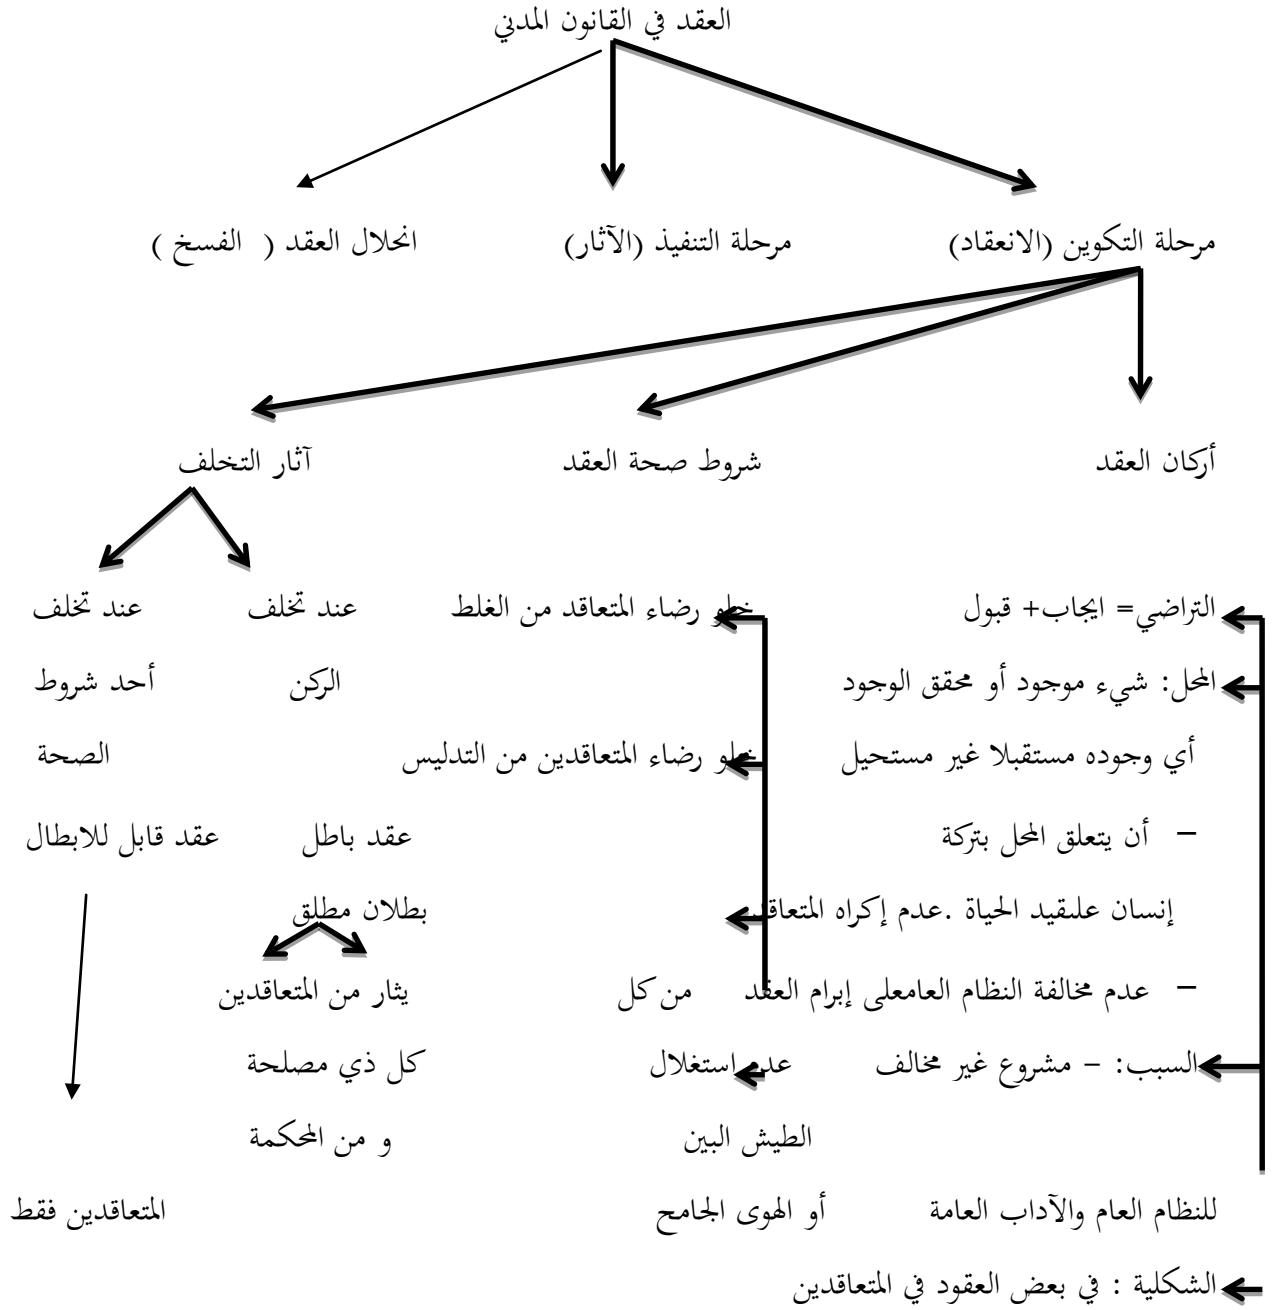 العقد في القانون المدني
مرحلة التكوين (الانعقاد) مرحلة التنفيذ (الآثار) انحلال العقد ( الفسخ )
أركان العقد شروط صحة العقد آثار التخلف
التراضي= ايجاب+ قبول خلو رضاء المتعاقد من الغلط عند تخلف عند تخلف
المحل: شيء موجود أو محقق الوجود الركن أحد شروط
أي وجوده مستقبلا غير مستحيل خلو رضاء المتعاقدين من التدليس الصحة
– أن يتعلق المحل بتركة عقد باطل عقد قابل للابطال
إنسان علىقيد الحياة .عدم إكراه المتعاقد بطلان مطلق
– عدم مخالفة النظام العامعلى إبرام العقد من كل يثار من المتعاقدين
السبب: – مشروع غير مخالف عدم استغلال كل ذي مصلحة
الطيش البين و من المحكمة
للنظام العام والآداب العامة أو الهوى الجامح المتعاقدين فقط
الشكلية : في بعض العقود في المتعاقدين